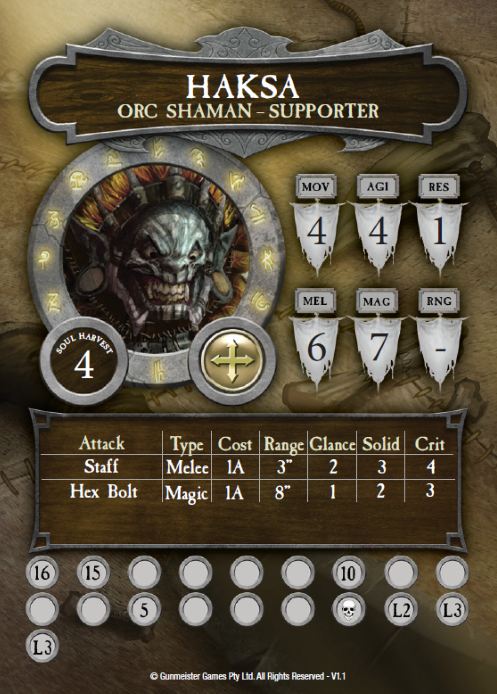 HAKSA
ORC SHAMAN – SUPPORTER
MOV AGI RES
4 4 1
MEL MAG RNG
6 7 -
SOUL HARVEST
4
Attack Type Cost Range Glance Solid Crit
Staff Melee 1A 3" 2 3 4
Hex Bolt Magic 1A 8" 1 2 3
16 15 10
5 L2 L3
L3
© Gunmeister Games Pty Ltd. All Rights Reserved - V1.1